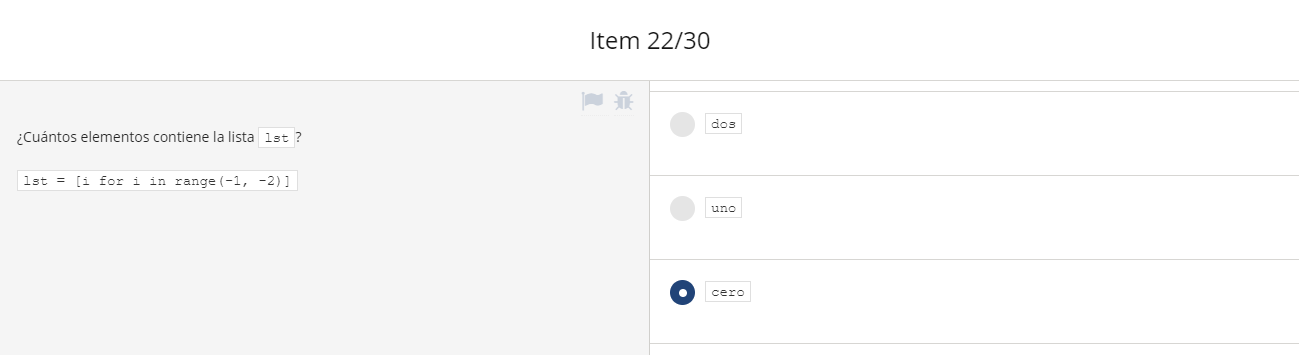 Item 22/30
¿Cuántos elementos contiene la lista lst?
lst = [i for i in range(-1, -2)]
dos
uno
cero